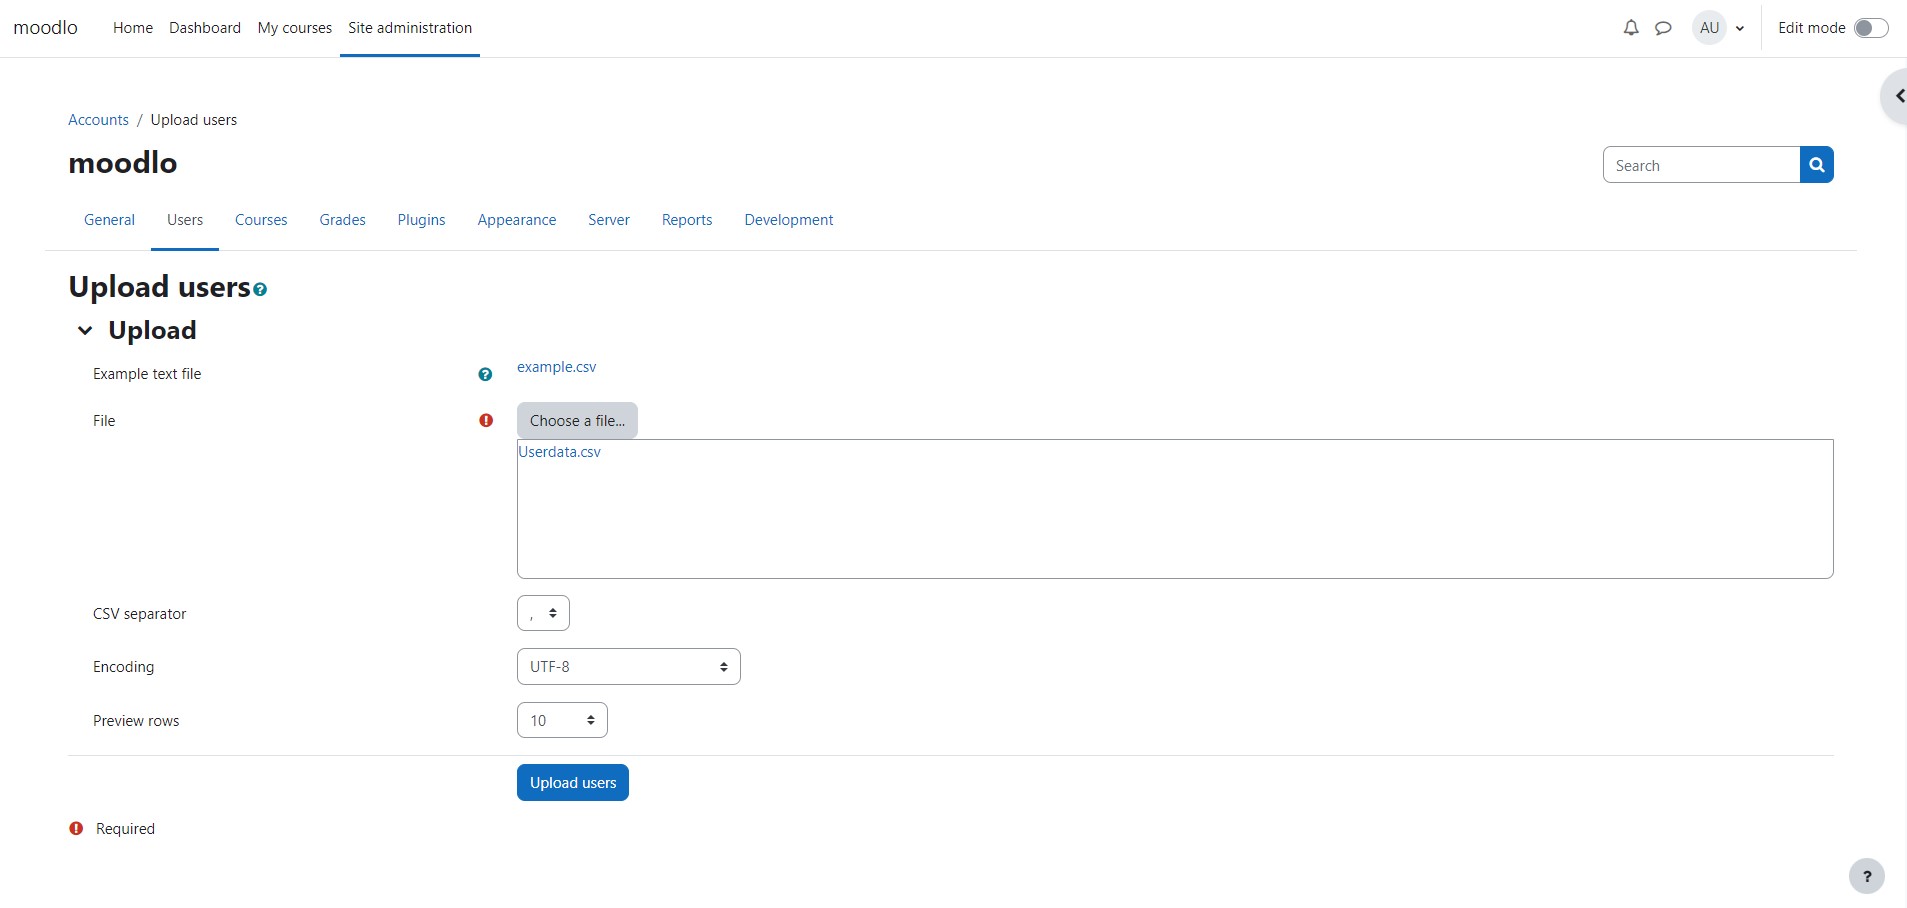 moodlo Home Dashboard My courses Site administration AU Edit mode
Accounts / Upload users
moodlo
Search
General Users Courses Grades Plugins Appearance Server Reports Development
Upload users
Upload
Example text file example.csv
File Choose a file...
Userdata.csv
CSV separator ,
Encoding UTF-8
Preview rows 10
Upload users
Required
?